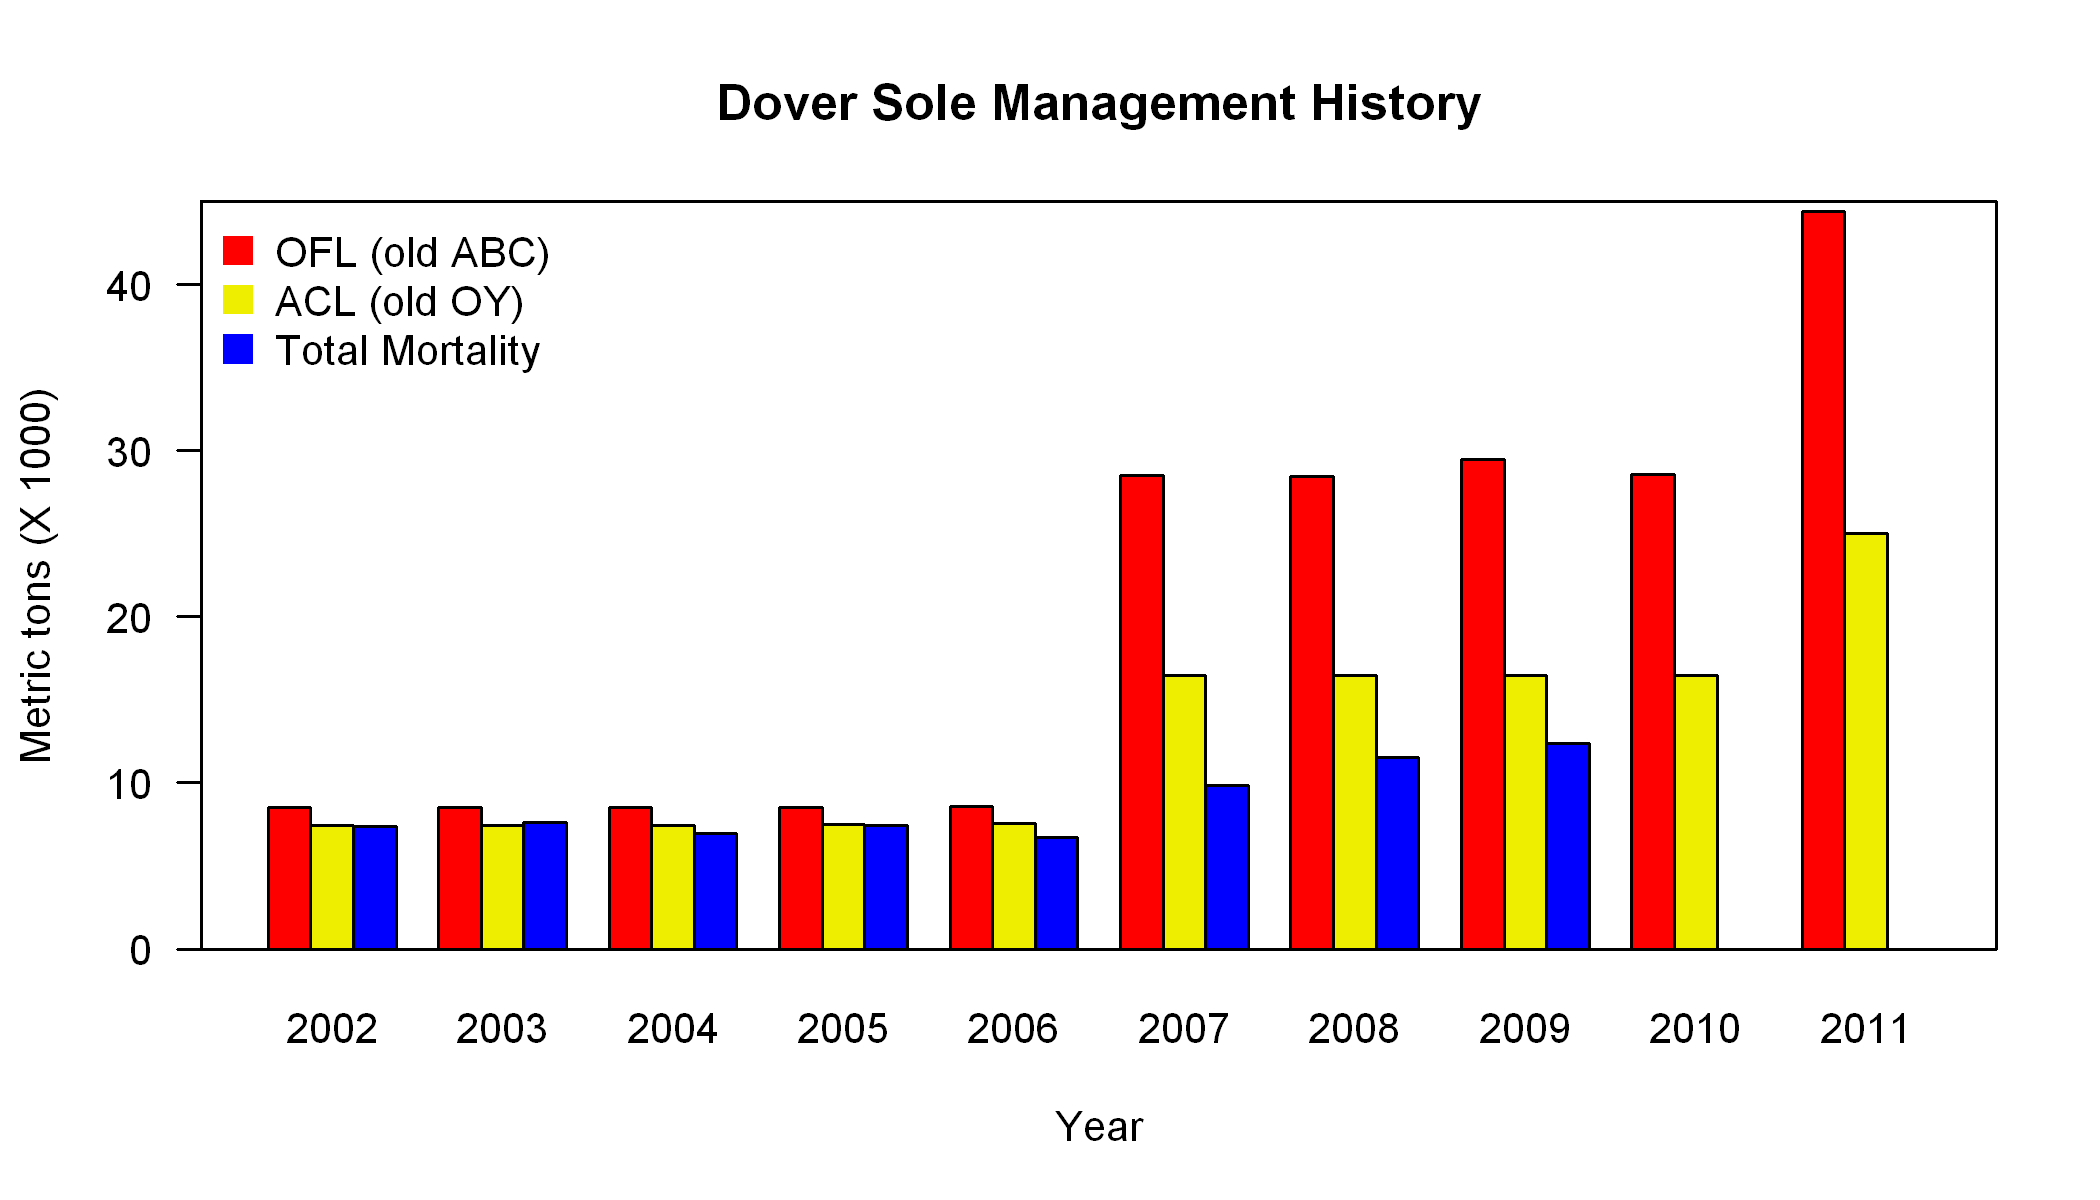 Dover Sole Management History
OFL (old ABC)
ACL (old OY)
Total Mortality
Metric tons (X 1000)
40
30
20
10
0
2002 2003 2004 2005 2006 2007 2008 2009 2010 2011
Year